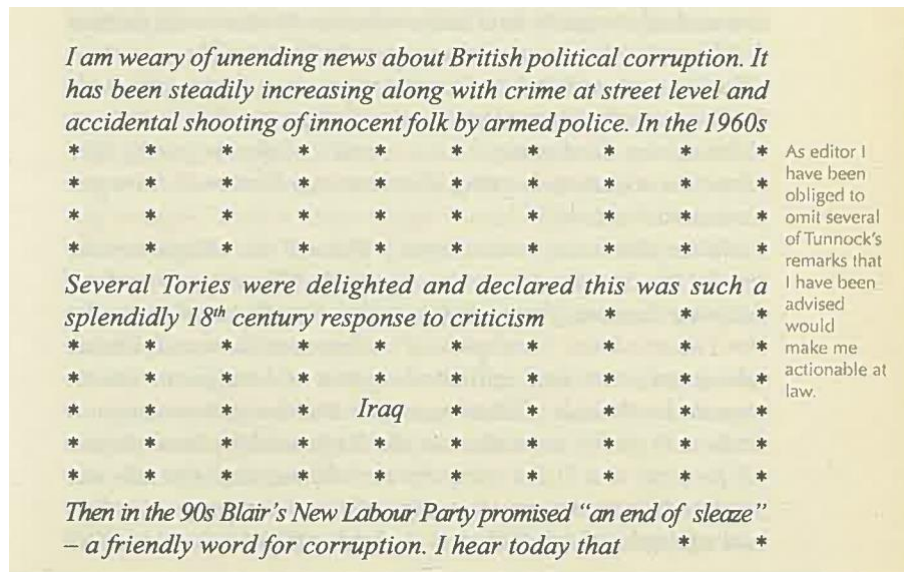 I am weary of unending news about British political corruption. It
has been steadily increasing along with crime at street level and
accidental shooting of innocent folk by armed police. In the 1960s
* * * * * * * * * *
* * * * * * * * * *
* * * * * * * * * *
* * * * * * * * * *
Several Tories were delighted and declared this was such a
splendidly 18th century response to criticism * * *
* * * * * * * * * *
* * * * * * * * * *
* * * * Iraq * * * * *
* * * * * * * * * *
* * * * * * * * * *
Then in the 90s Blair's New Labour Party promised "an end of sleaze"
– a friendly word for corruption. I hear today that * *
As editor I
have been
obliged to
omit several
of Tunnock's
remarks that
I have been
advised
would
make me
actionable at
law.